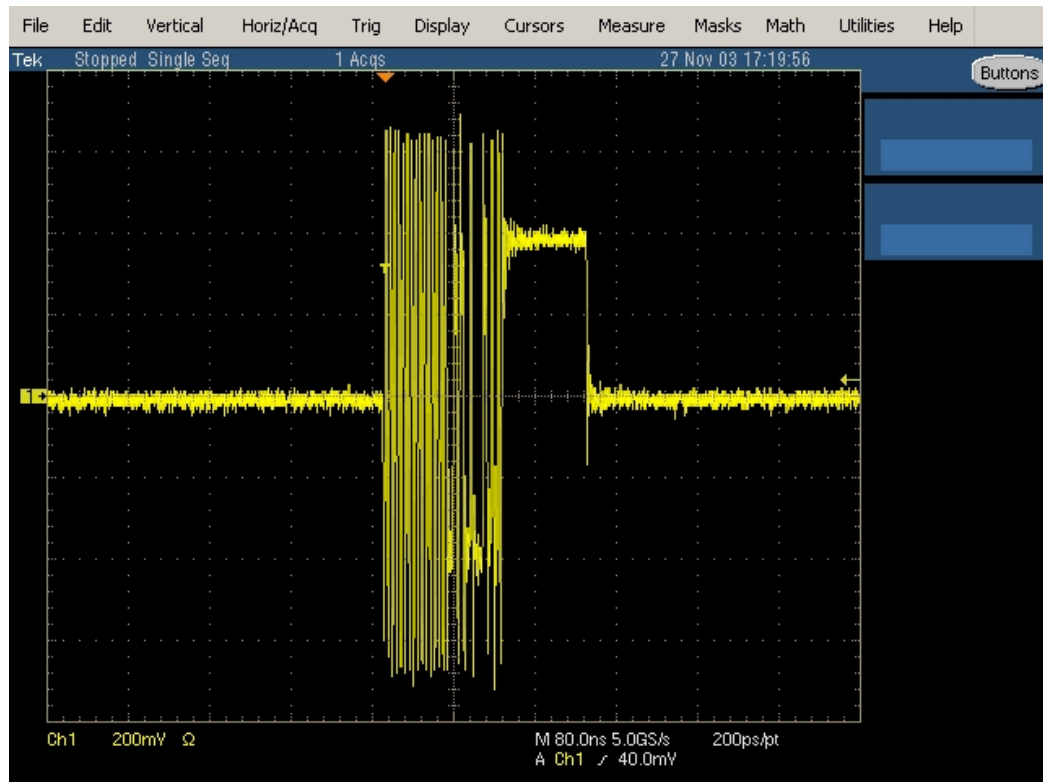 File Edit Vertical Horiz/Acq Trig Display Cursors Measure Masks Math Utilities Help
Tek Stopped Single Seq 1 Acqs 27 Nov 03 17:19:56
Buttons
T
1
Ch1 200mV Ω M 80.0ns 5.0GS/s 200ps/pt
A Ch1 ∕ 40.0mV